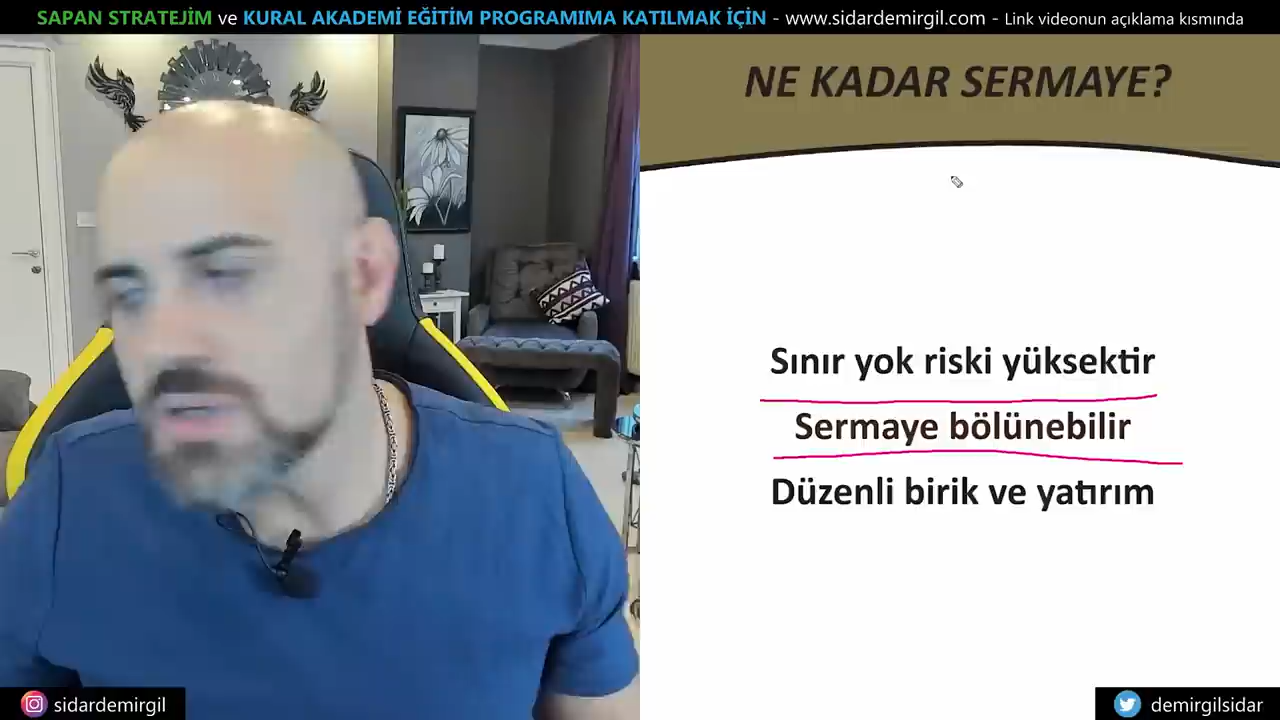 SAPAN STRATEJİM ve KURAL AKADEMİ EĞİTİM PROGRAMIMA KATILMAK İÇİN - www.sidardemirgil.com - Link videonun açıklama kısmında
NE KADAR SERMAYE?
Sınır yok riski yüksektir
Sermaye bölünebilir
Düzenli birik ve yatırım
sidardemirgil
demirgilsidar